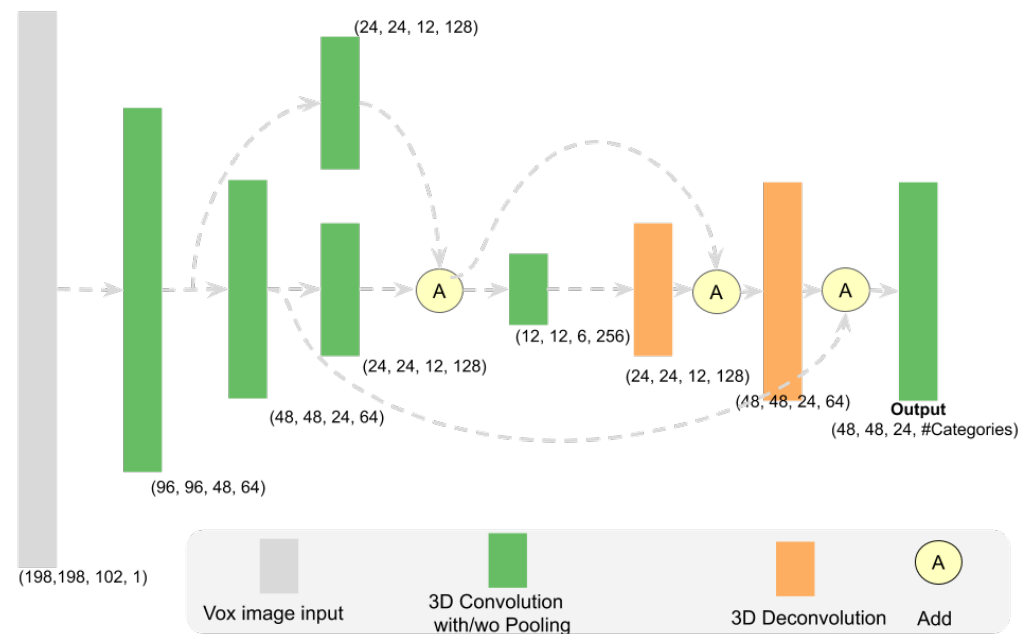 (24, 24, 12, 128)
A
A
A
(12, 12, 6, 256)
(24, 24, 12, 128)
(24, 24, 12, 128)
(48, 48, 24, 64)
(48, 48, 24, 64)
Output
(48, 48, 24, #Categories)
(96, 96, 48, 64)
(198,198, 102, 1)
Vox image input
3D Convolution
with/wo Pooling
3D Deconvolution
A
Add